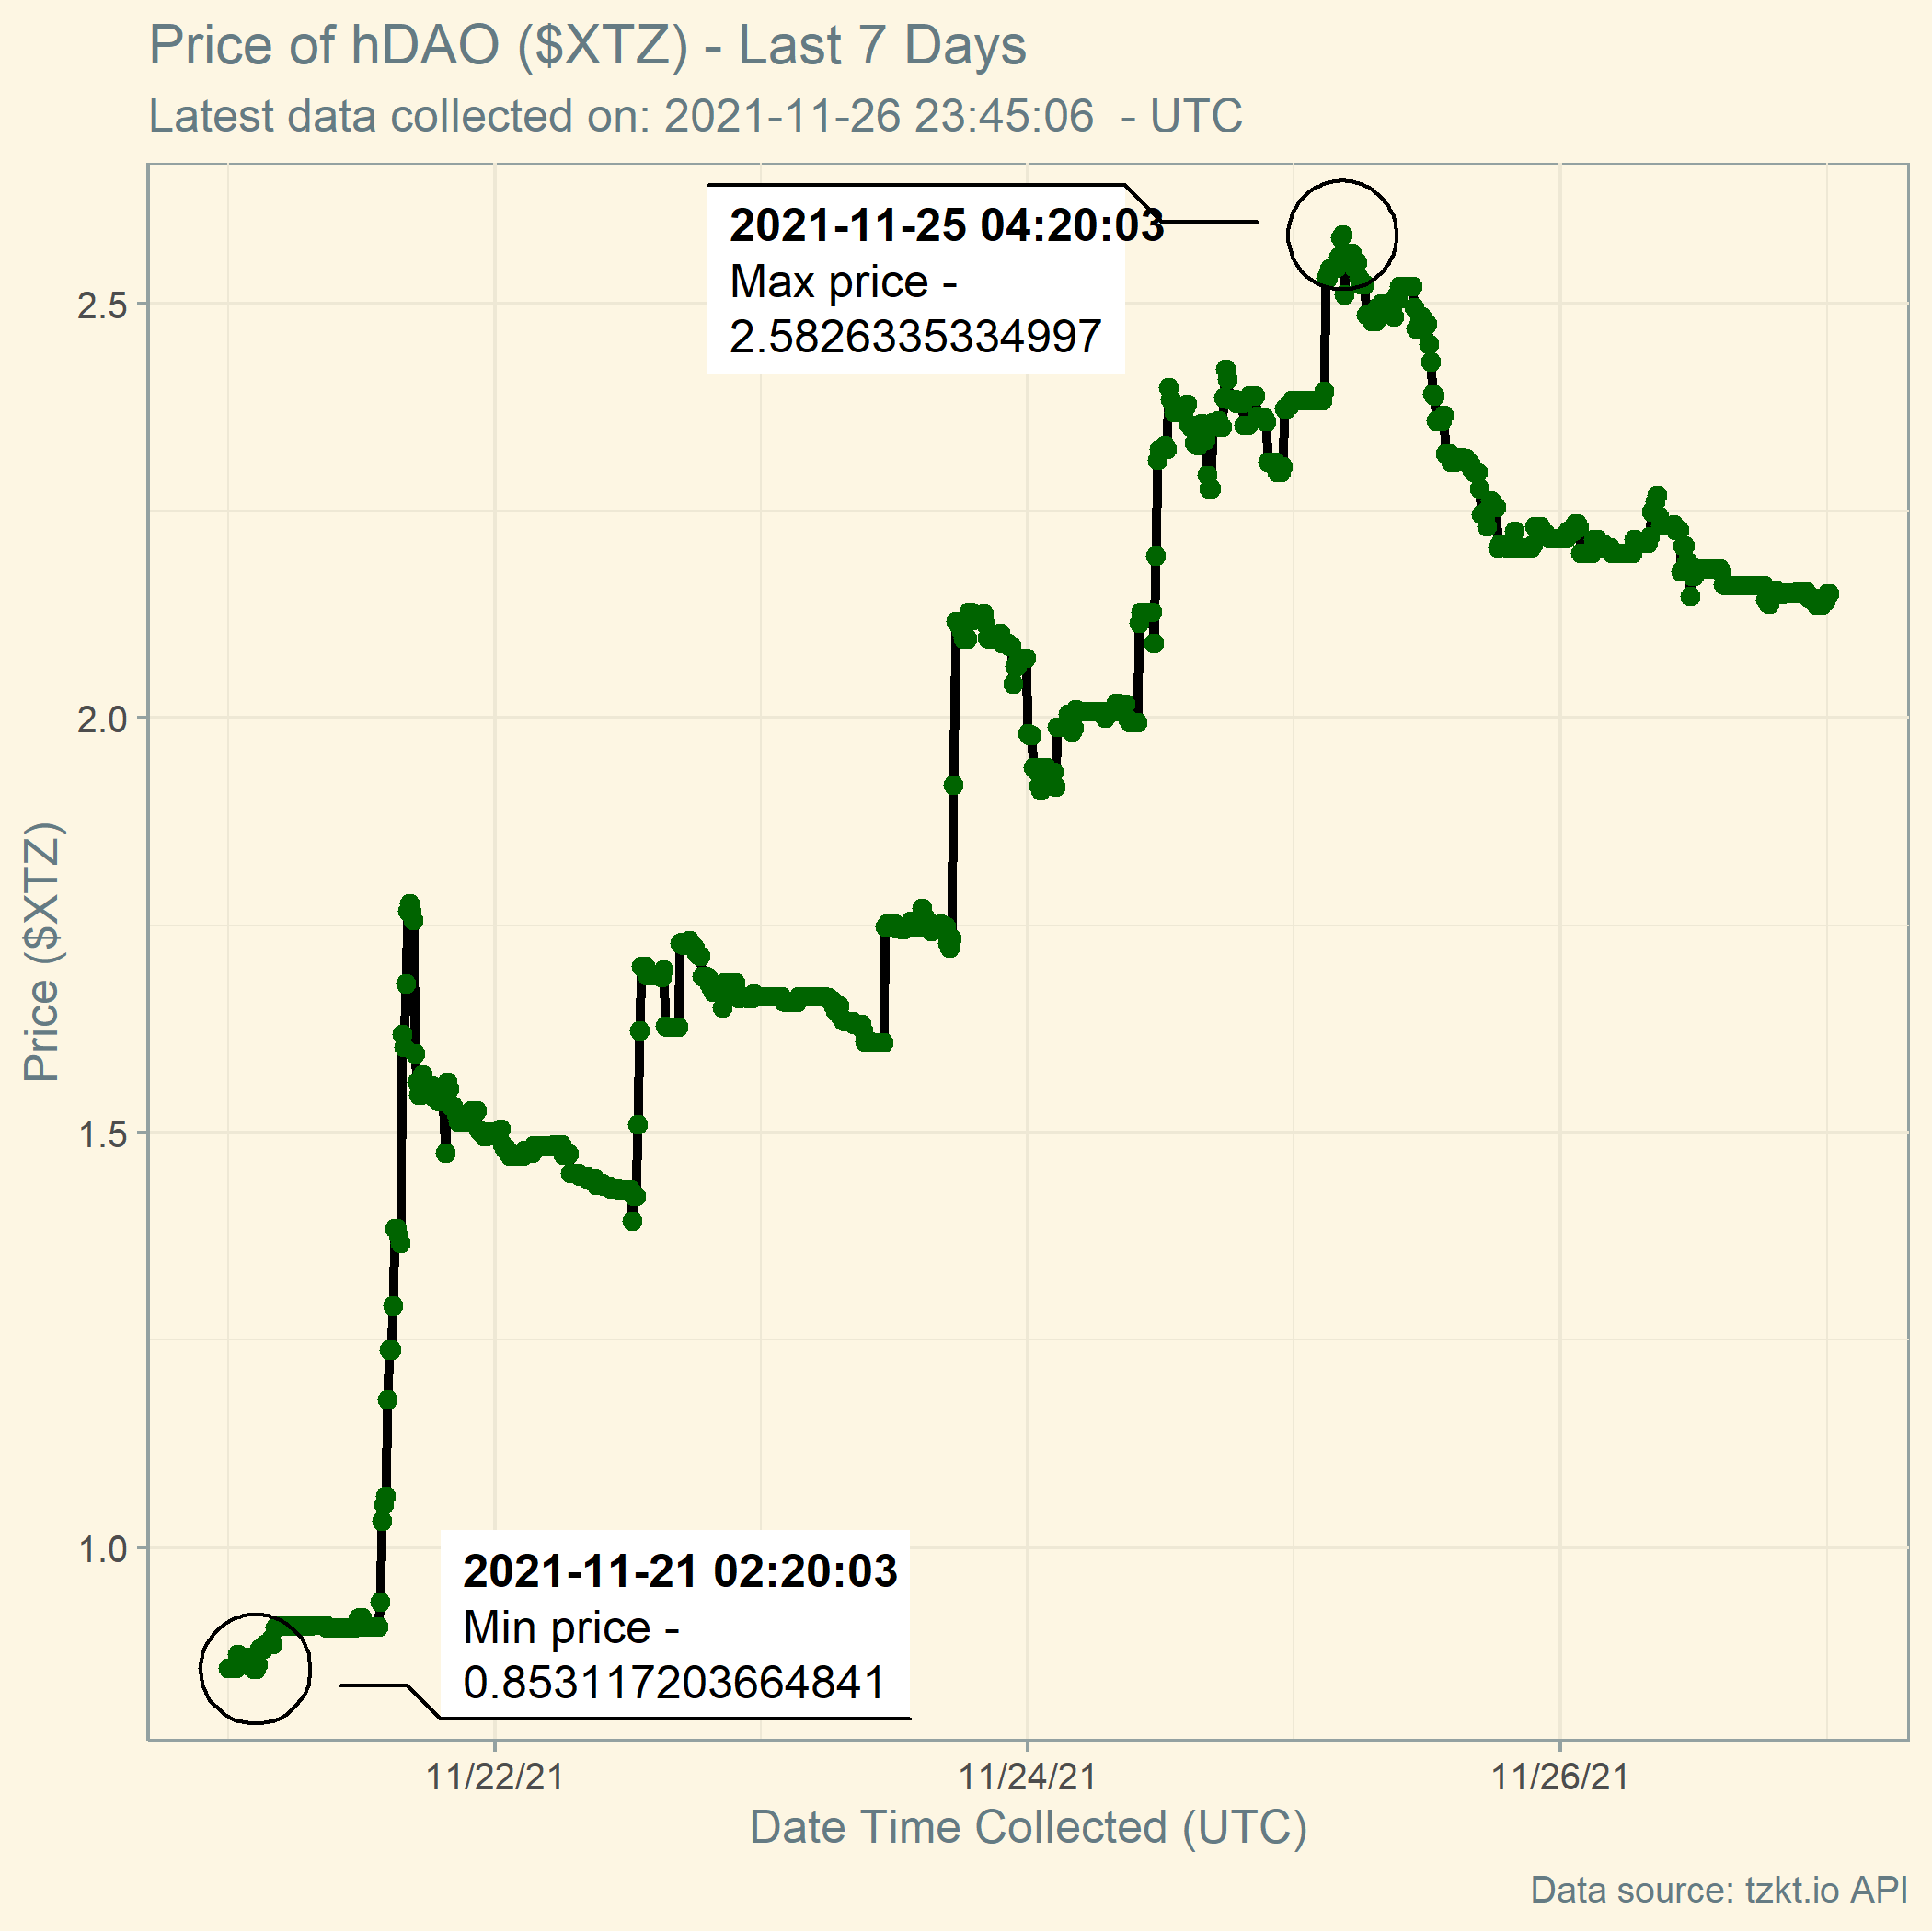 Price of hDAO ($XTZ) - Last 7 Days
Latest data collected on: 2021-11-26 23:45:06  - UTC
2021-11-25 04:20:03
Max price -
2.5826335334997
2.5
2.0
1.5
1.0
Price ($XTZ)
2021-11-21 02:20:03
Min price -
0.853117203664841
11/22/21
11/24/21
11/26/21
Date Time Collected (UTC)
Data source: tzkt.io API